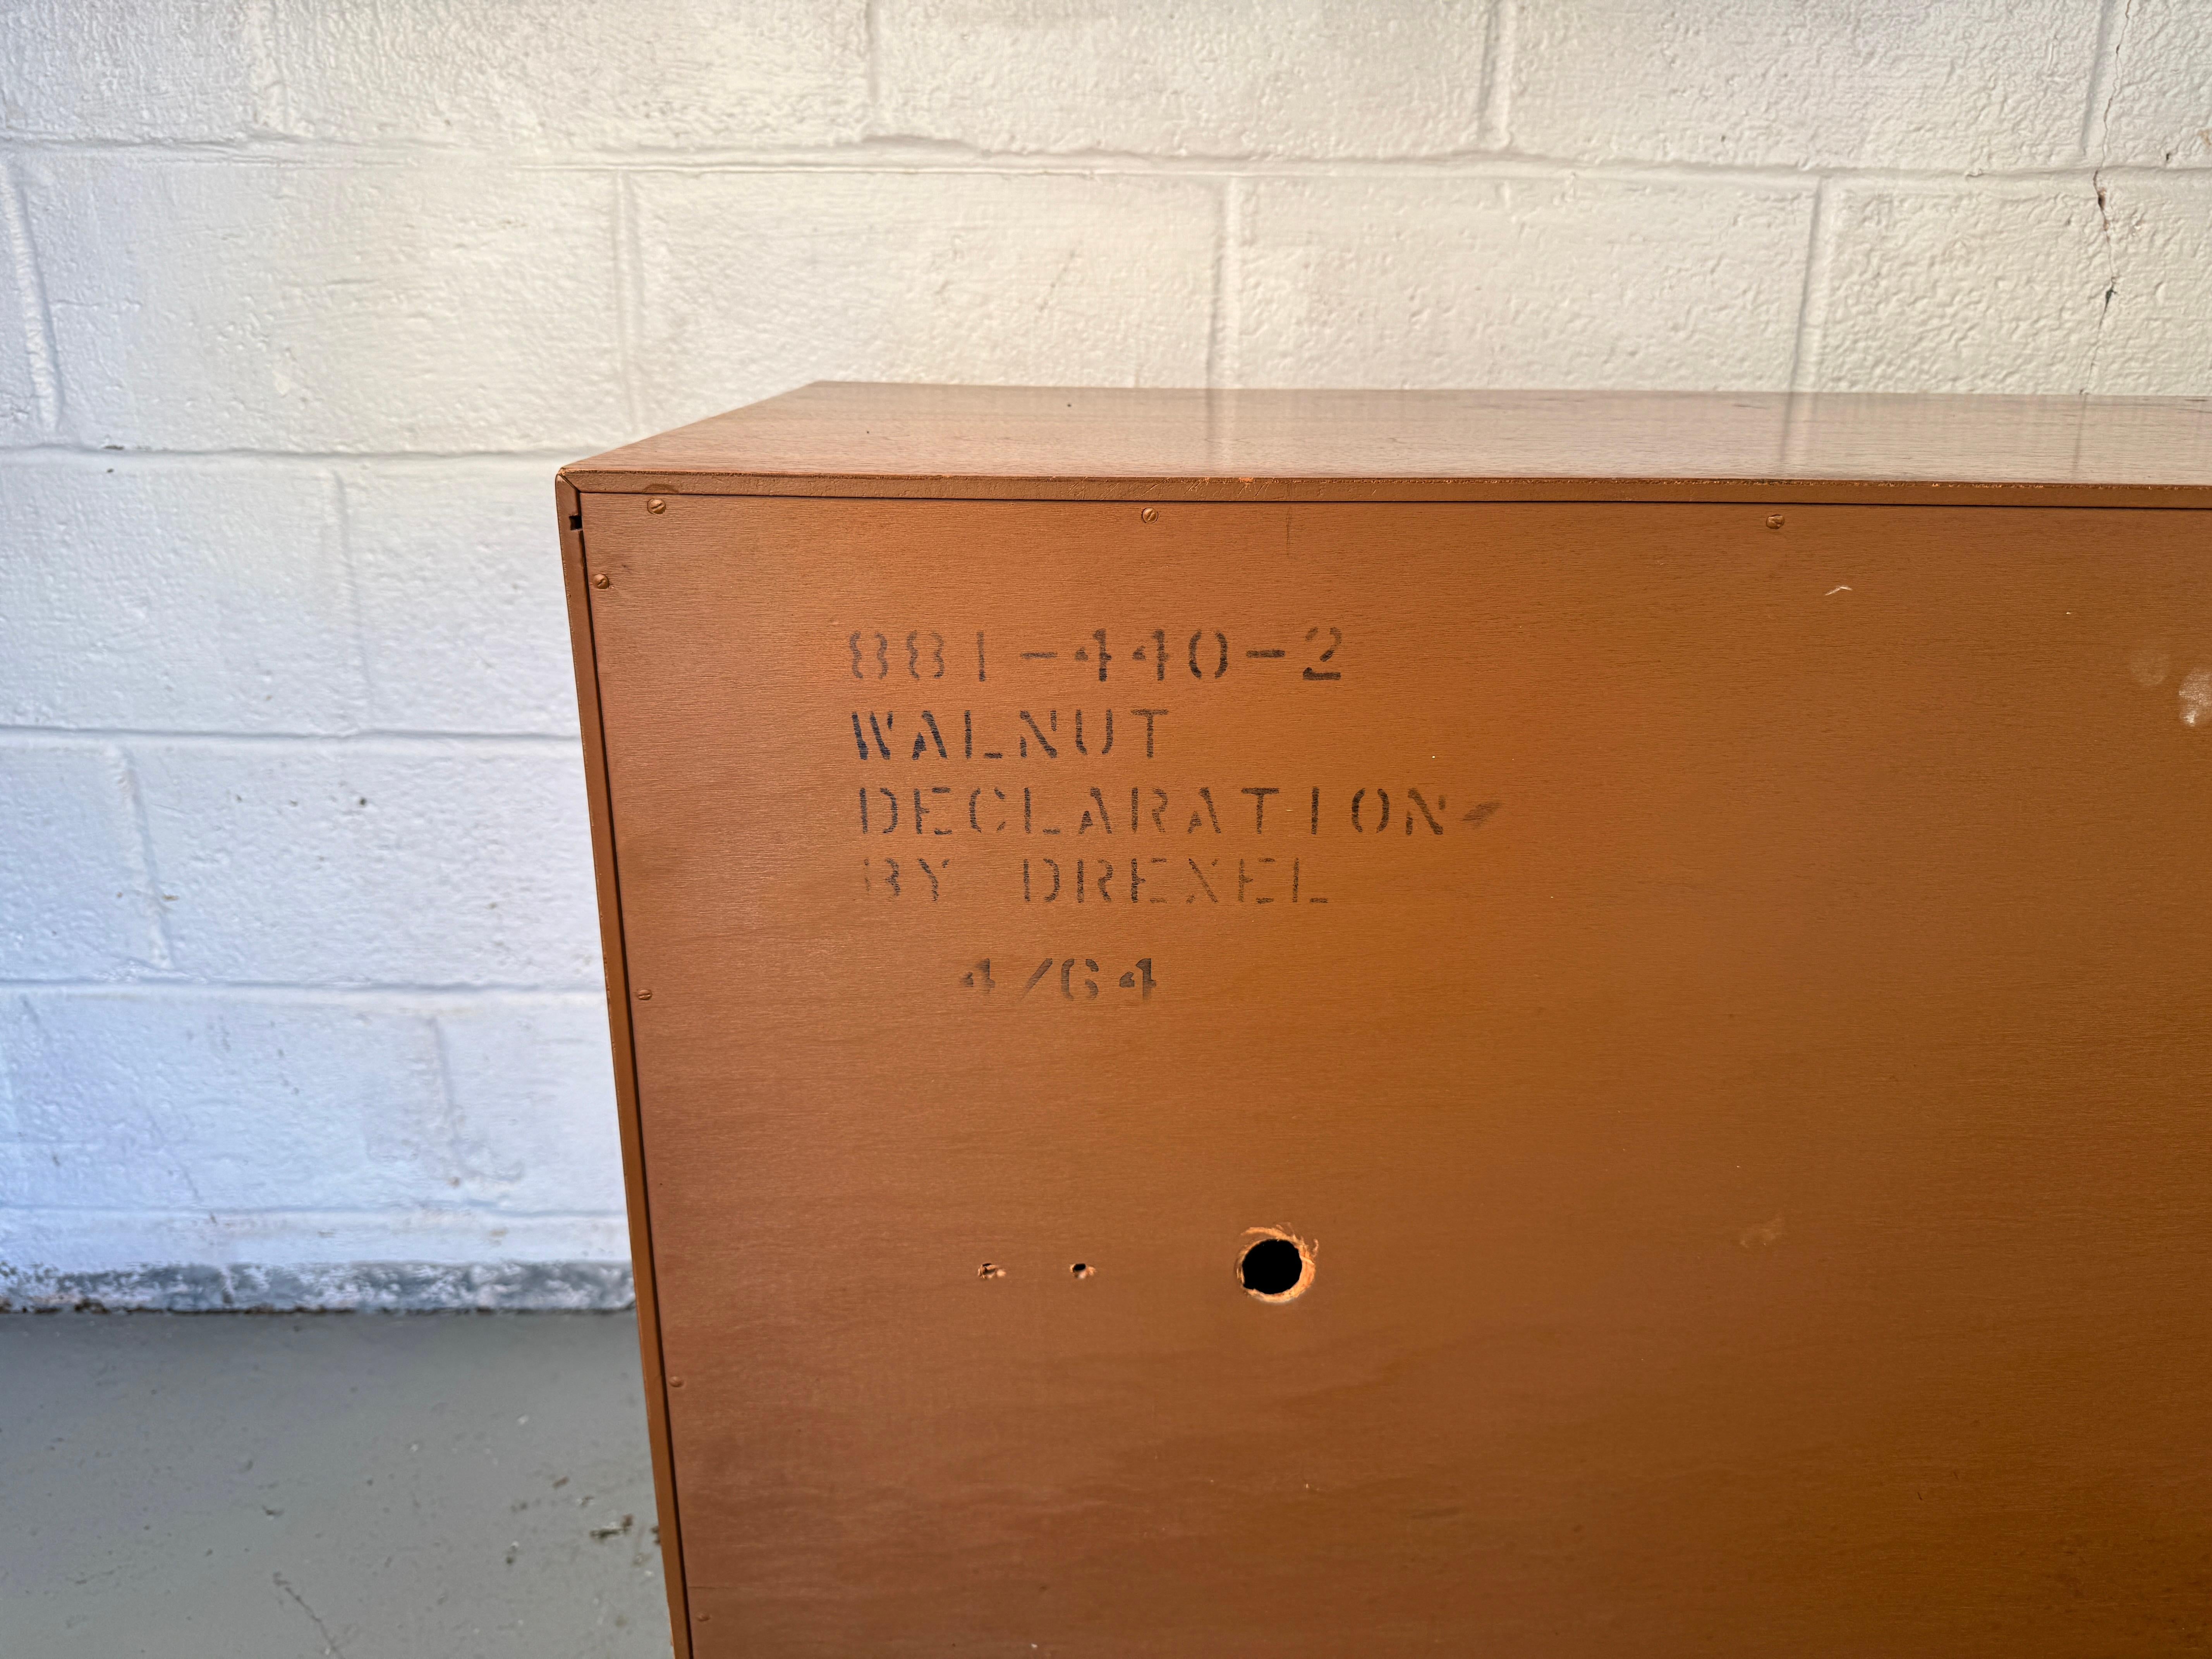 881-440-2
WALNUT
DECLARATION-
BY DREXEL
4/64